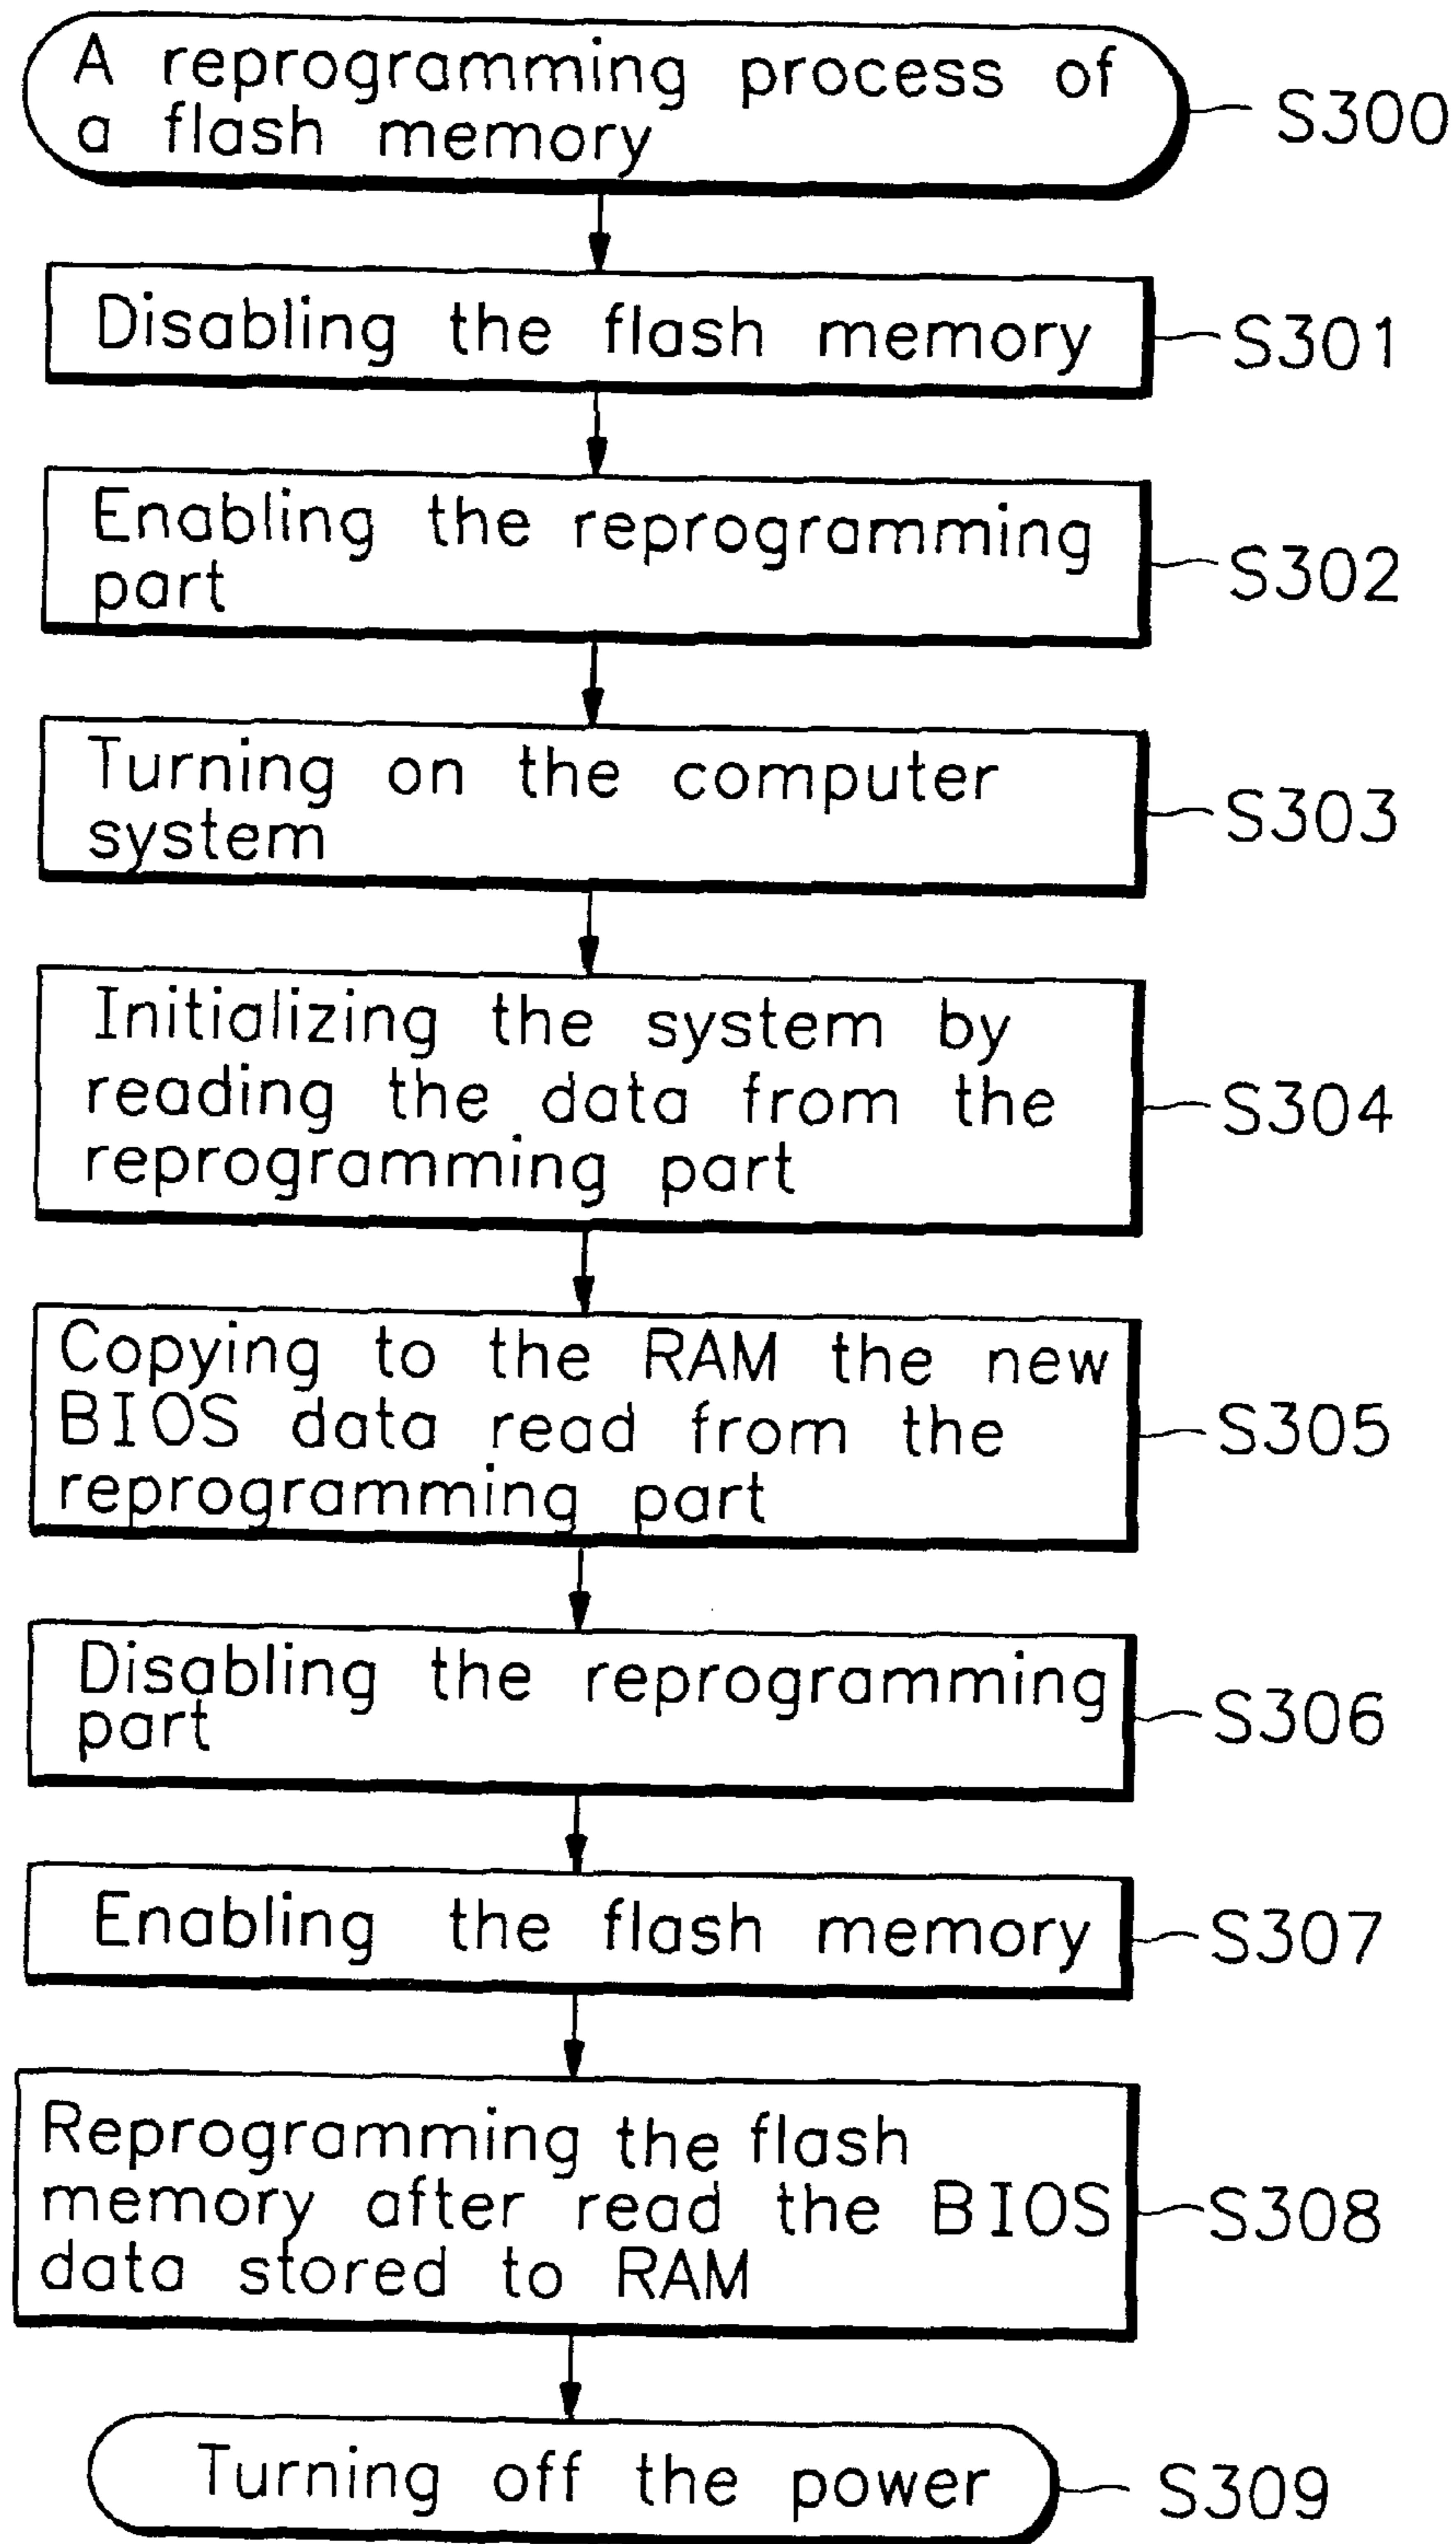 A reprogramming process of
a flash memory
S300
Disabling the flash memory
S301
Enabling the reprogramming
part
S302
Turning on the computer
system
S303
Initializing the system by
reading the data from the
reprogramming part
S304
Copying to the RAM the new
BIOS data read from the
reprogramming part
S305
Disabling the reprogramming
part
S306
Enabling the flash memory
S307
Reprogramming the flash
memory after read the BIOS
data stored to RAM
S308
Turning off the power
S309